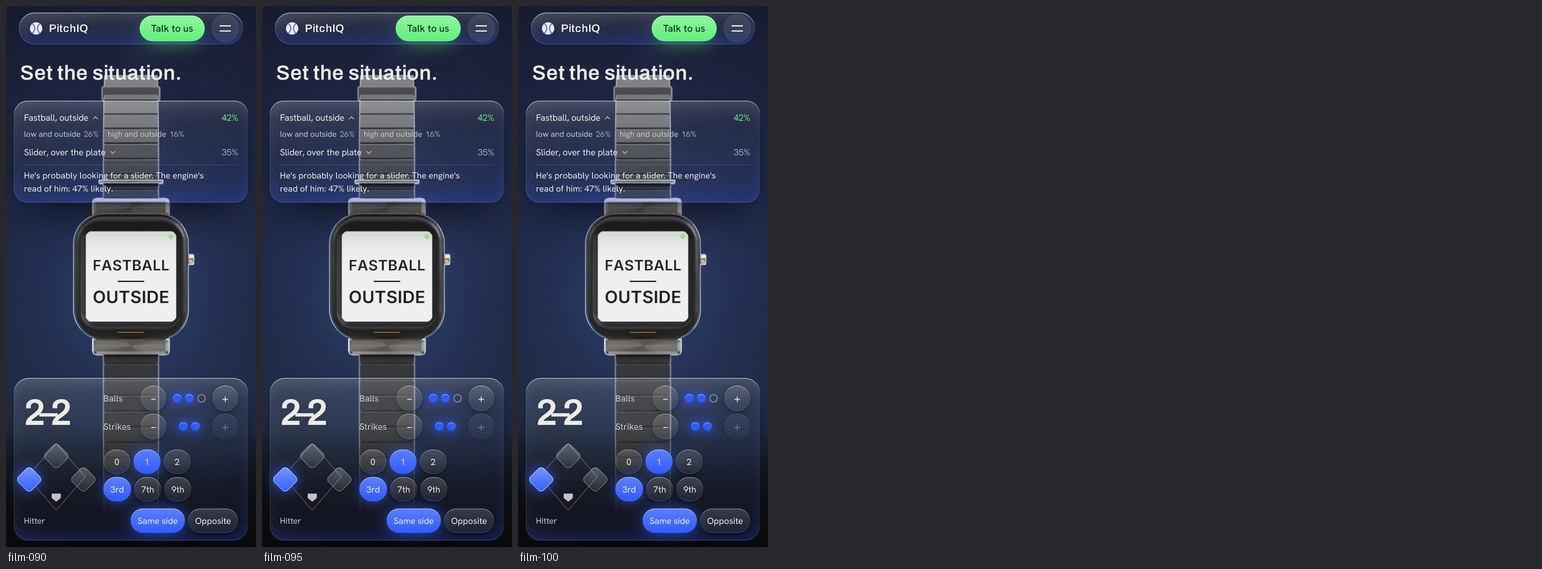 PitchIQ
Talk to us
Set the situation.
Fastball, outside 42%
low and outside 26% high and outside 16%
Slider, over the plate 35%
He's probably looking for a slider. The engine's
read of him: 47% likely.
FASTBALL
OUTSIDE
2-2
Balls − +
Strikes − +
0 1 2
3rd 7th 9th
Hitter Same side Opposite
film-090
PitchIQ
Talk to us
Set the situation.
Fastball, outside 42%
low and outside 26% high and outside 16%
Slider, over the plate 35%
He's probably looking for a slider. The engine's
read of him: 47% likely.
FASTBALL
OUTSIDE
2-2
Balls − +
Strikes − +
0 1 2
3rd 7th 9th
Hitter Same side Opposite
film-095
PitchIQ
Talk to us
Set the situation.
Fastball, outside 42%
low and outside 26% high and outside 16%
Slider, over the plate 35%
He's probably looking for a slider. The engine's
read of him: 47% likely.
FASTBALL
OUTSIDE
2-2
Balls − +
Strikes − +
0 1 2
3rd 7th 9th
Hitter Same side Opposite
film-100